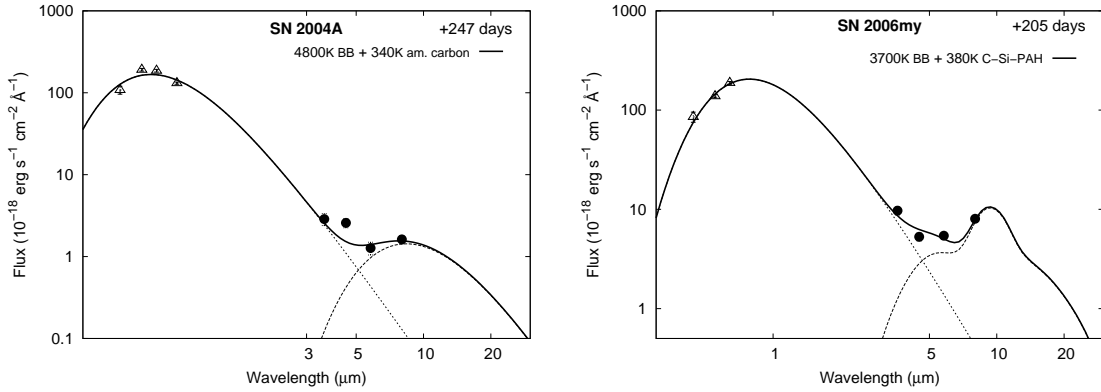 SN 2004A
+247 days
4800K BB + 340K am. carbon
1000
100
10
1
0.1
Flux (10⁻¹⁸ erg s⁻¹ cm⁻² Å⁻¹)
3 5 10 20
Wavelength (μm)
SN 2006my
+205 days
3700K BB + 380K C−Si−PAH
1000
100
10
1
Flux (10⁻¹⁸ erg s⁻¹ cm⁻² Å⁻¹)
1 5 10 20
Wavelength (μm)